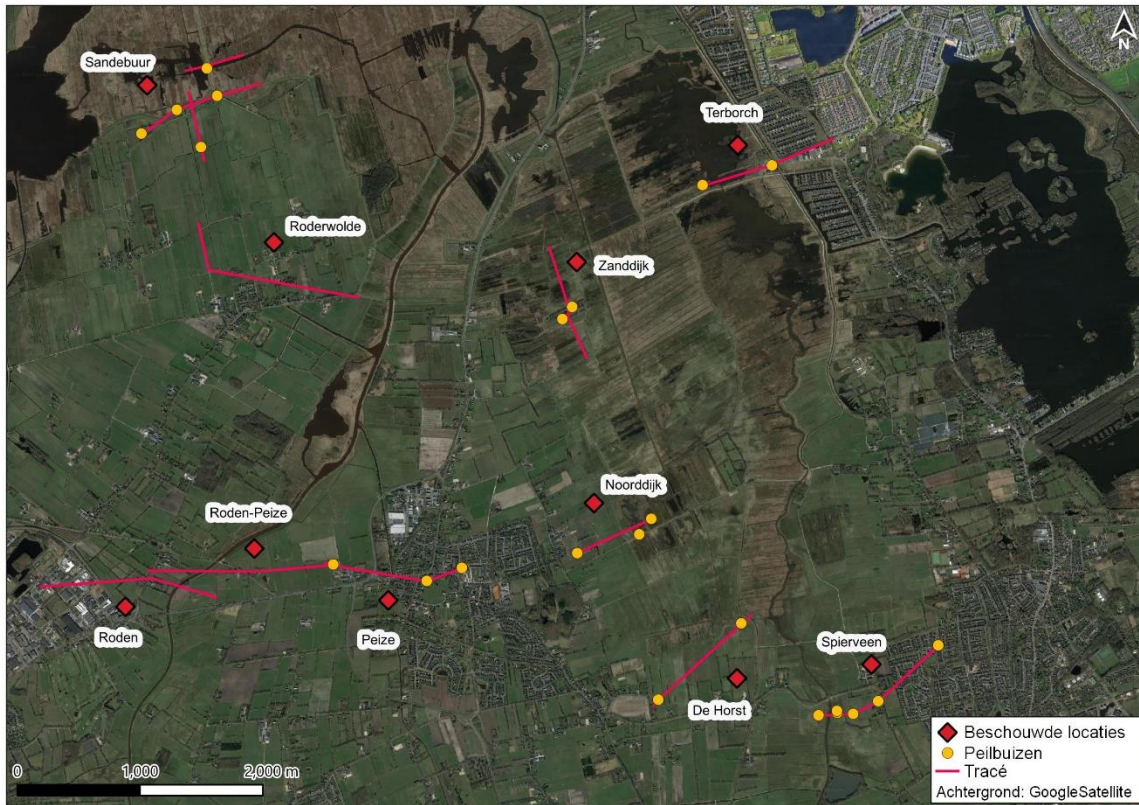 N
Sandebuur
Terborch
Roderwolde
Zanddijk
Noorddijk
Roden-Peize
Roden
Peize
Spierveen
De Horst
Beschouwde locaties
Peilbuizen
Tracé
Achtergrond: GoogleSatellite
0 1,000 2,000 m